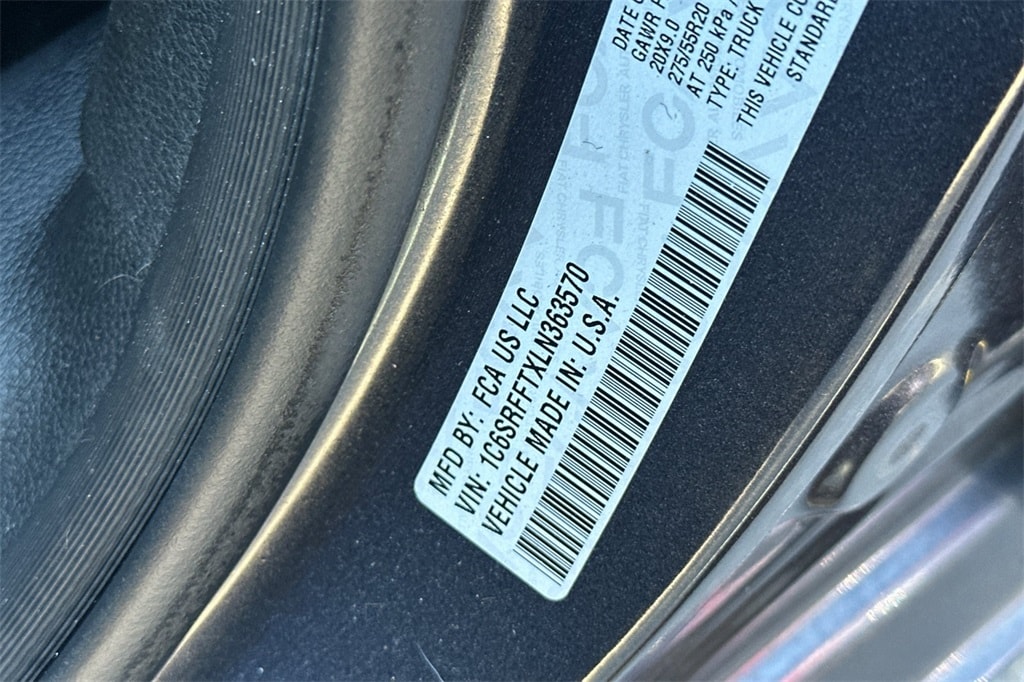 MFD BY: FCA US LLC
VIN: 1C6SRFFTXLN363570
VEHICLE MADE IN: U.S.A.
DATE
GAWR
20X9.0
275/55R20
AT 250 kPa /
TYPE: TRUCK
THIS VEHICLE CO
STANDARD